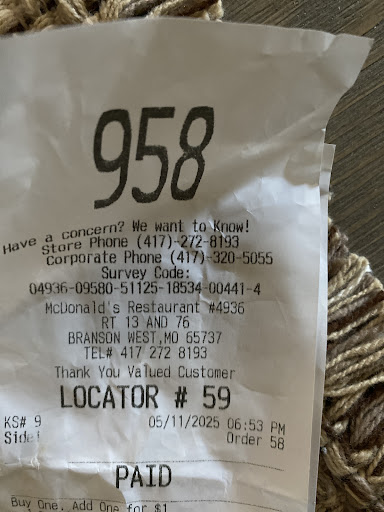 958
Have a concern? We want to Know!
Store Phone (417)-272-8193
Corporate Phone (417)-320-5055
Survey Code:
04936-09580-51125-18534-00441-4
McDonald's Restaurant #4936
RT 13 AND 76
BRANSON WEST,MO 65737
TEL# 417 272 8193
Thank You Valued Customer
LOCATOR # 59
KS# 9 05/11/2025 06:53 PM
Side1 Order 58
PAID
Buy One, Add One for $1